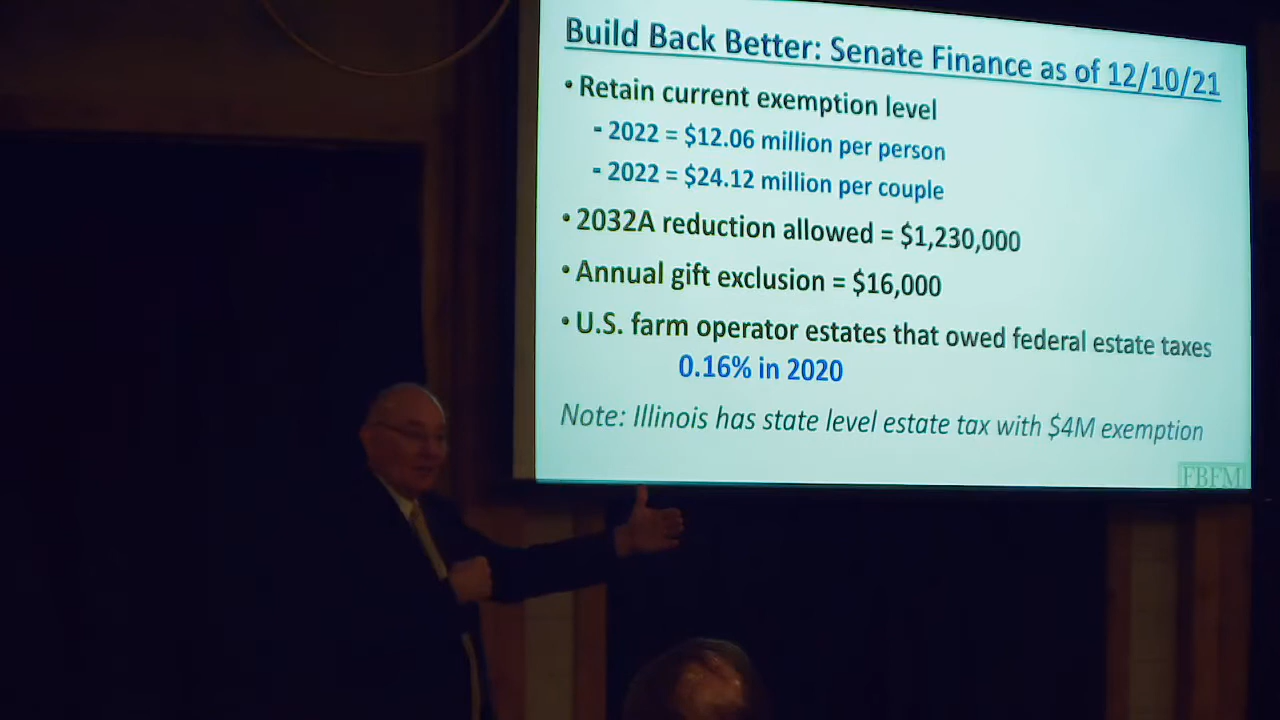 Build Back Better: Senate Finance as of 12/10/21
• Retain current exemption level
- 2022 = $12.06 million per person
- 2022 = $24.12 million per couple
• 2032A reduction allowed = $1,230,000
• Annual gift exclusion = $16,000
• U.S. farm operator estates that owed federal estate taxes
0.16% in 2020
Note: Illinois has state level estate tax with $4M exemption
FBFM